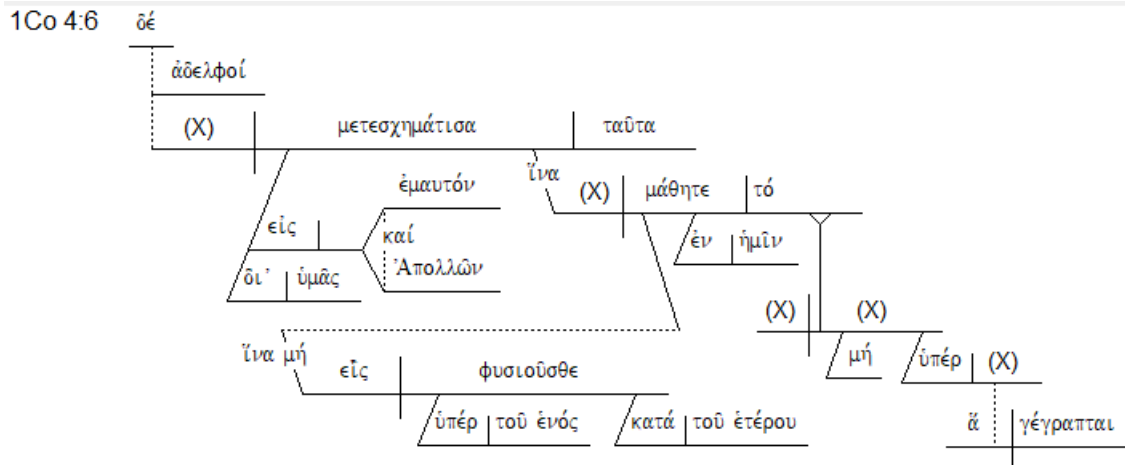 1Co 4:6 δέ
ἀδελφοί
(X) μετεσχημάτισα ταῦτα
ἐμαυτόν ἵνα (X) μάθητε τό
εἰς καί ἐν ἡμῖν
δι' ὑμᾶς Ἀπολλῶν
(X) (X)
ἵνα μή μή ὑπέρ (X)
εἷς φυσιοῦσθε
ὑπέρ τοῦ ἑνός κατά τοῦ ἑτέρου ἅ γέγραπται